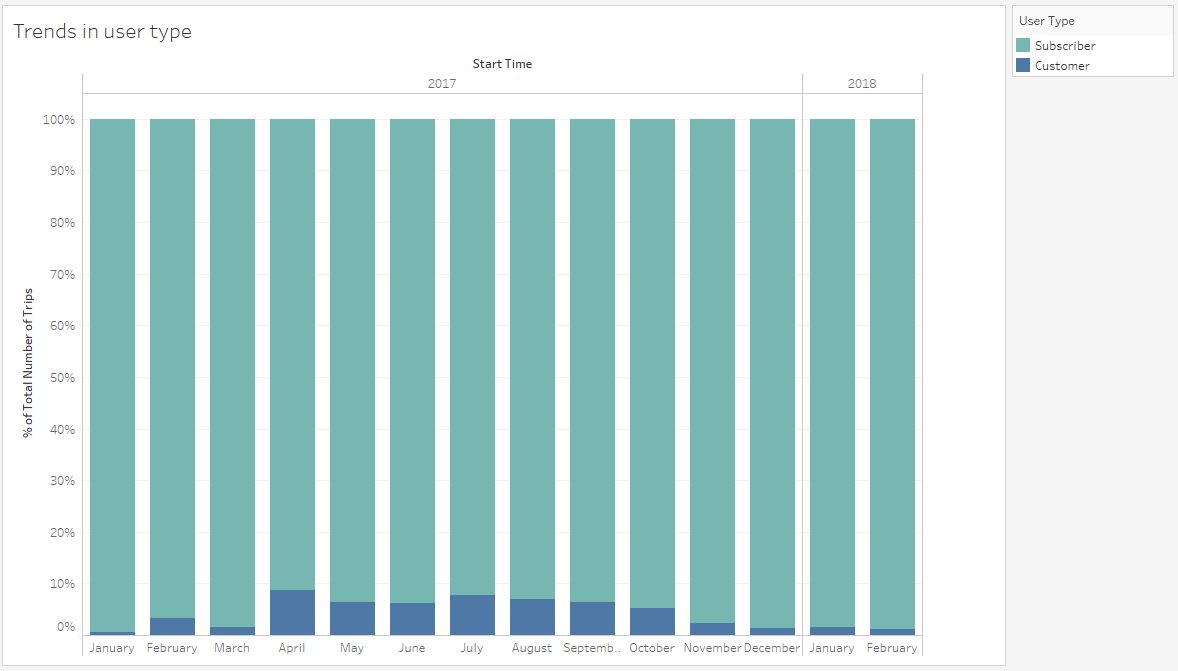 Trends in user type
User Type
Subscriber
Customer
Start Time
2017 2018
100%
90%
80%
70%
60%
50%
40%
30%
20%
10%
0%
% of Total Number of Trips
January February March April May June July August Septemb.. October November December January February